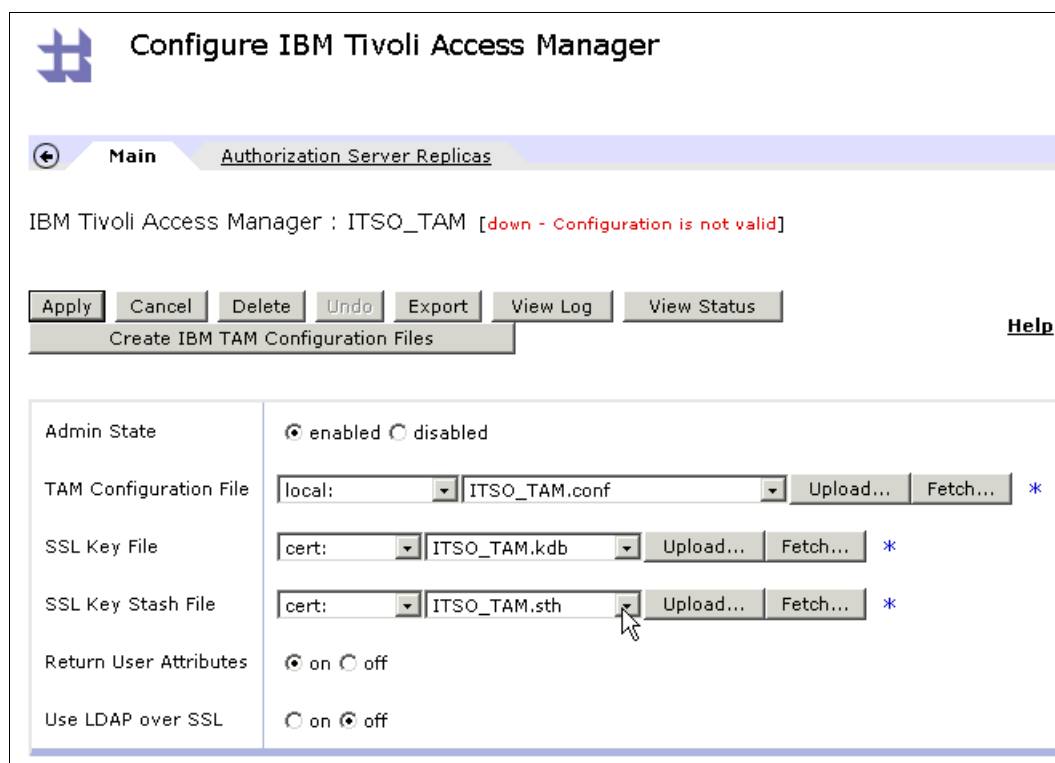 Configure IBM Tivoli Access Manager
Main Authorization Server Replicas
IBM Tivoli Access Manager : ITSO_TAM [down - Configuration is not valid]
Apply Cancel Delete Undo Export View Log View Status
Create IBM TAM Configuration Files Help
Admin State enabled disabled
TAM Configuration File local: ITSO_TAM.conf Upload... Fetch... *
SSL Key File cert: ITSO_TAM.kdb Upload... Fetch... *
SSL Key Stash File cert: ITSO_TAM.sth Upload... Fetch... *
Return User Attributes on off
Use LDAP over SSL on off